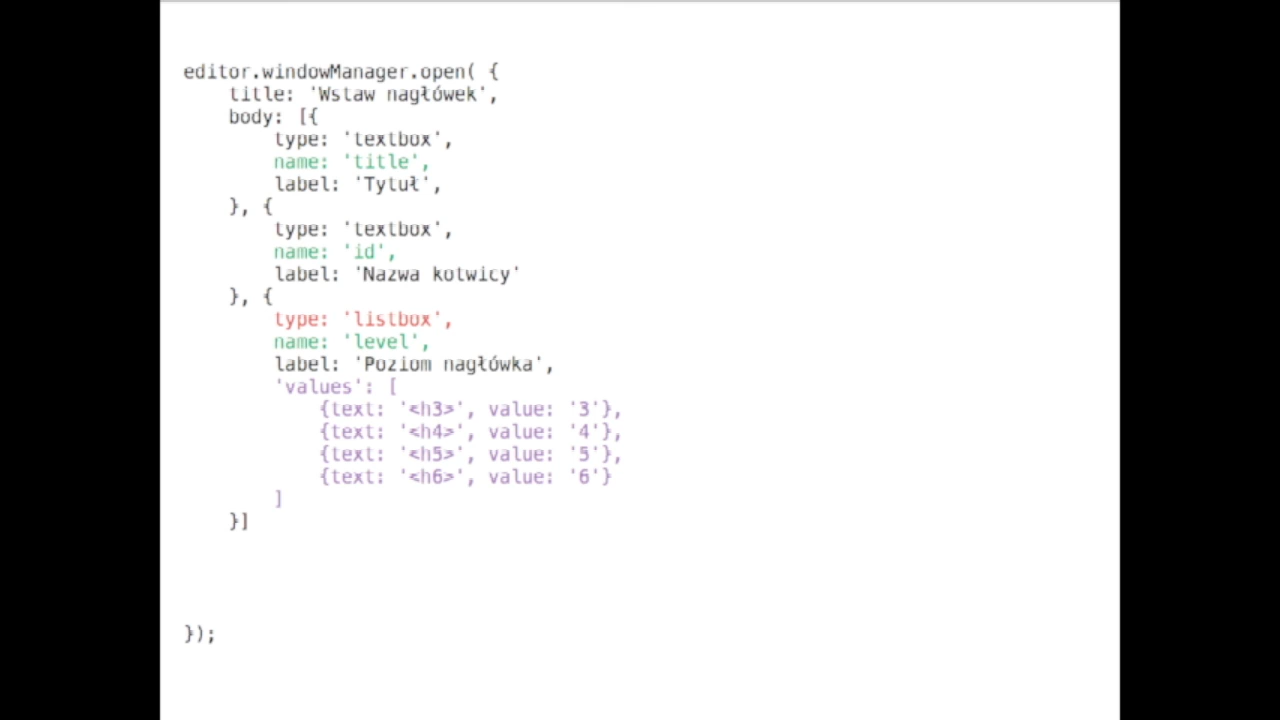 editor.windowManager.open( {
title: 'Wstaw nagłówek',
body: [{
type: 'textbox',
name: 'title',
label: 'Tytuł',
}, {
type: 'textbox',
name: 'id',
label: 'Nazwa kotwicy'
}, {
type: 'listbox',
name: 'level',
label: 'Poziom nagłówka',
'values': [
{text: '<h3>', value: '3'},
{text: '<h4>', value: '4'},
{text: '<h5>', value: '5'},
{text: '<h6>', value: '6'}
]
}]
});